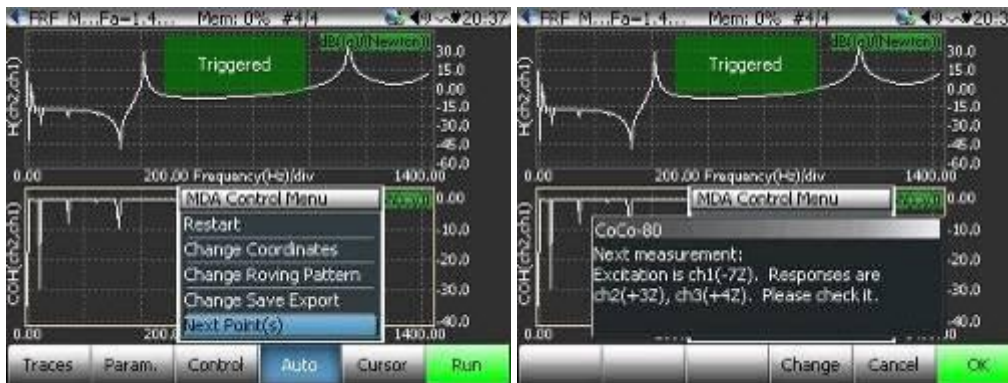 FRF M...Fa=1.4... Mem: 0% #4/4 20:37
Triggered
H(ch2,ch1)
30.0
15.0
0.00
-15.0
-30.0
-45.0
-60.0
0.00 200.00 Frequency(Hz)/div 1400.00
MDA Control Menu
Restart
Change Coordinates
Change Roving Pattern
Change Save Export
Next Point(s)
COH(ch2,ch1)
0.00
-10.0
-20.0
-30.0
-40.0
0.00 200. 1400.00
Traces Param. Control Auto Cursor Run
FRF M...Fa=1.4... Mem: 0% #4/4 20:3
Triggered
H(ch2,ch1)
30.0
15.0
0.00
-15.0
-30.0
-45.0
-60.0
0.00 200.00 Frequency(Hz)/div 1400.00
MDA Control Menu
CoCo-80
Next measurement:
Excitation is ch1(-7Z). Responses are
ch2(+3Z), ch3(+4Z). Please check it.
COH(ch2,ch1)
0.00
-10.0
-20.0
-30.0
-40.0
0.00
Change Cancel OK